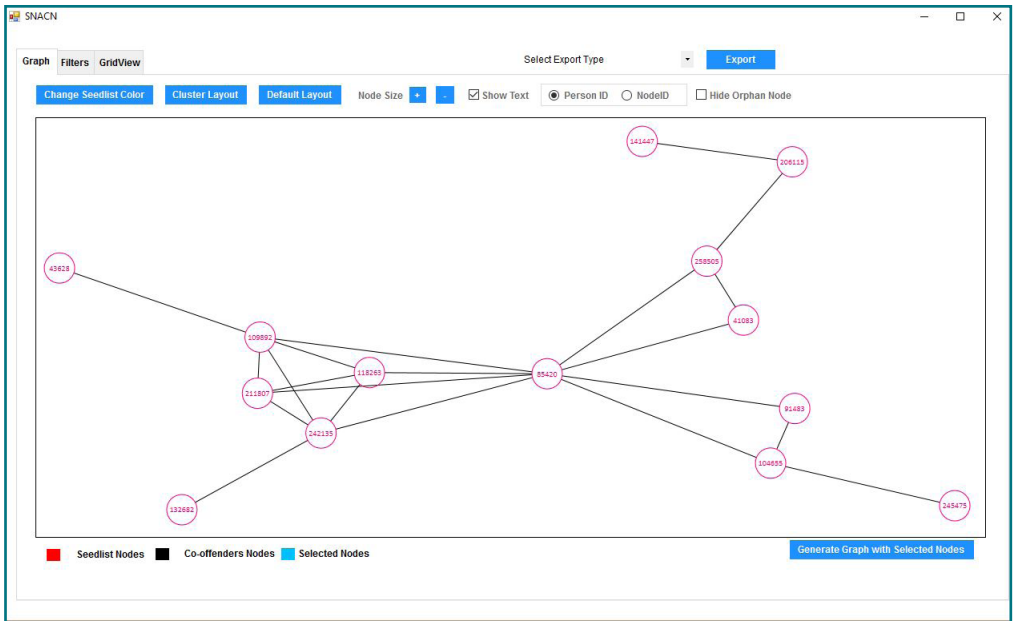 SNACN
Graph Filters GridView
Select Export Type
Export
Change Seedlist Color Cluster Layout Default Layout Node Size + - Show Text Person ID NodeID Hide Orphan Node
141447
206115
258505
43628
41083
109892
118263
85420
211807
91483
242135
104655
245475
132682
Generate Graph with Selected Nodes
Seedlist Nodes Co-offenders Nodes Selected Nodes